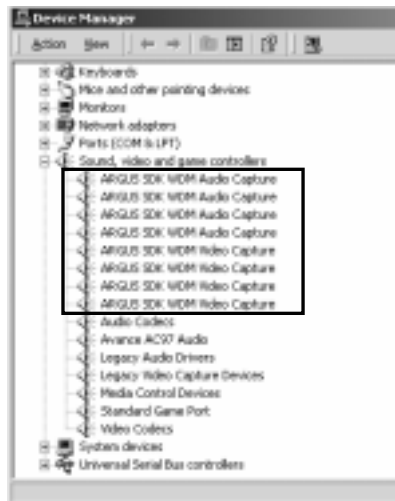 Device Manager
Action View
Keyboards
Mice and other pointing devices
Monitors
Network adapters
Ports (COM & LPT)
Sound, video and game controllers
ARGUS SDK WDM Audio Capture
ARGUS SDK WDM Audio Capture
ARGUS SDK WDM Audio Capture
ARGUS SDK WDM Audio Capture
ARGUS SDK WDM Video Capture
ARGUS SDK WDM Video Capture
ARGUS SDK WDM Video Capture
ARGUS SDK WDM Video Capture
Audio Codecs
Avance AC97 Audio
Legacy Audio Drivers
Legacy Video Capture Devices
Media Control Devices
Standard Game Port
Video Codecs
System devices
Universal Serial Bus controllers